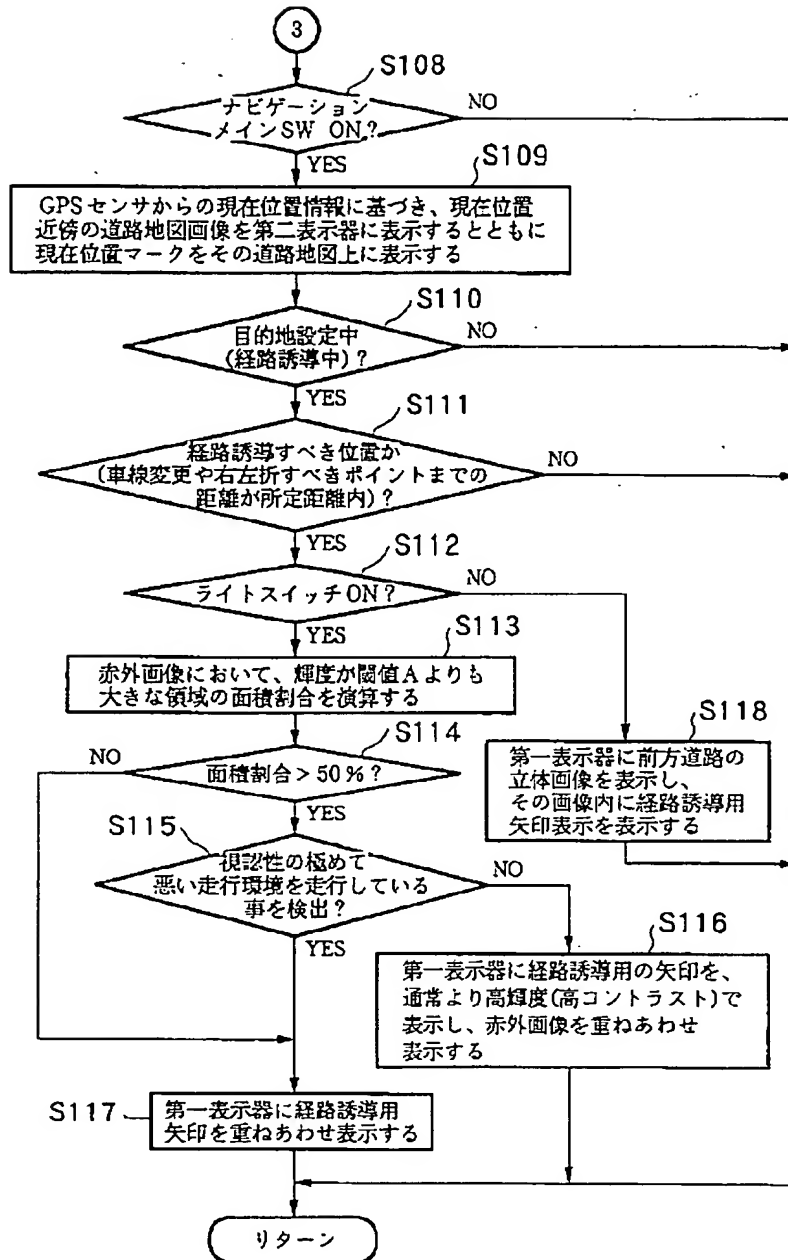 3
S108
ナビゲーション
メインSW ON?
NO
YES
S109
GPSセンサからの現在位置情報に基づき、現在位置
近傍の道路地図画像を第二表示器に表示するとともに
現在位置マークをその道路地図上に表示する
S110
目的地設定中
(経路誘導中)?
NO
YES
S111
経路誘導すべき位置か
(車線変更や右左折すべきポイントまでの
距離が所定距離内)?
NO
YES
S112
ライトスイッチON?
NO
YES
S113
赤外画像において、輝度が閾値Aよりも
大きな領域の面積割合を演算する
S114
NO
面積割合>50%?
YES
S118
第一表示器に前方道路の
立体画像を表示し、
その画像内に経路誘導用
矢印表示を表示する
S115
視認性の極めて
悪い走行環境を走行している
事を検出?
NO
YES
S116
第一表示器に経路誘導用の矢印を、
通常より高輝度(高コントラスト)で
表示し、赤外画像を重ねあわせ
表示する
S117
第一表示器に経路誘導用
矢印を重ねあわせ表示する
リターン